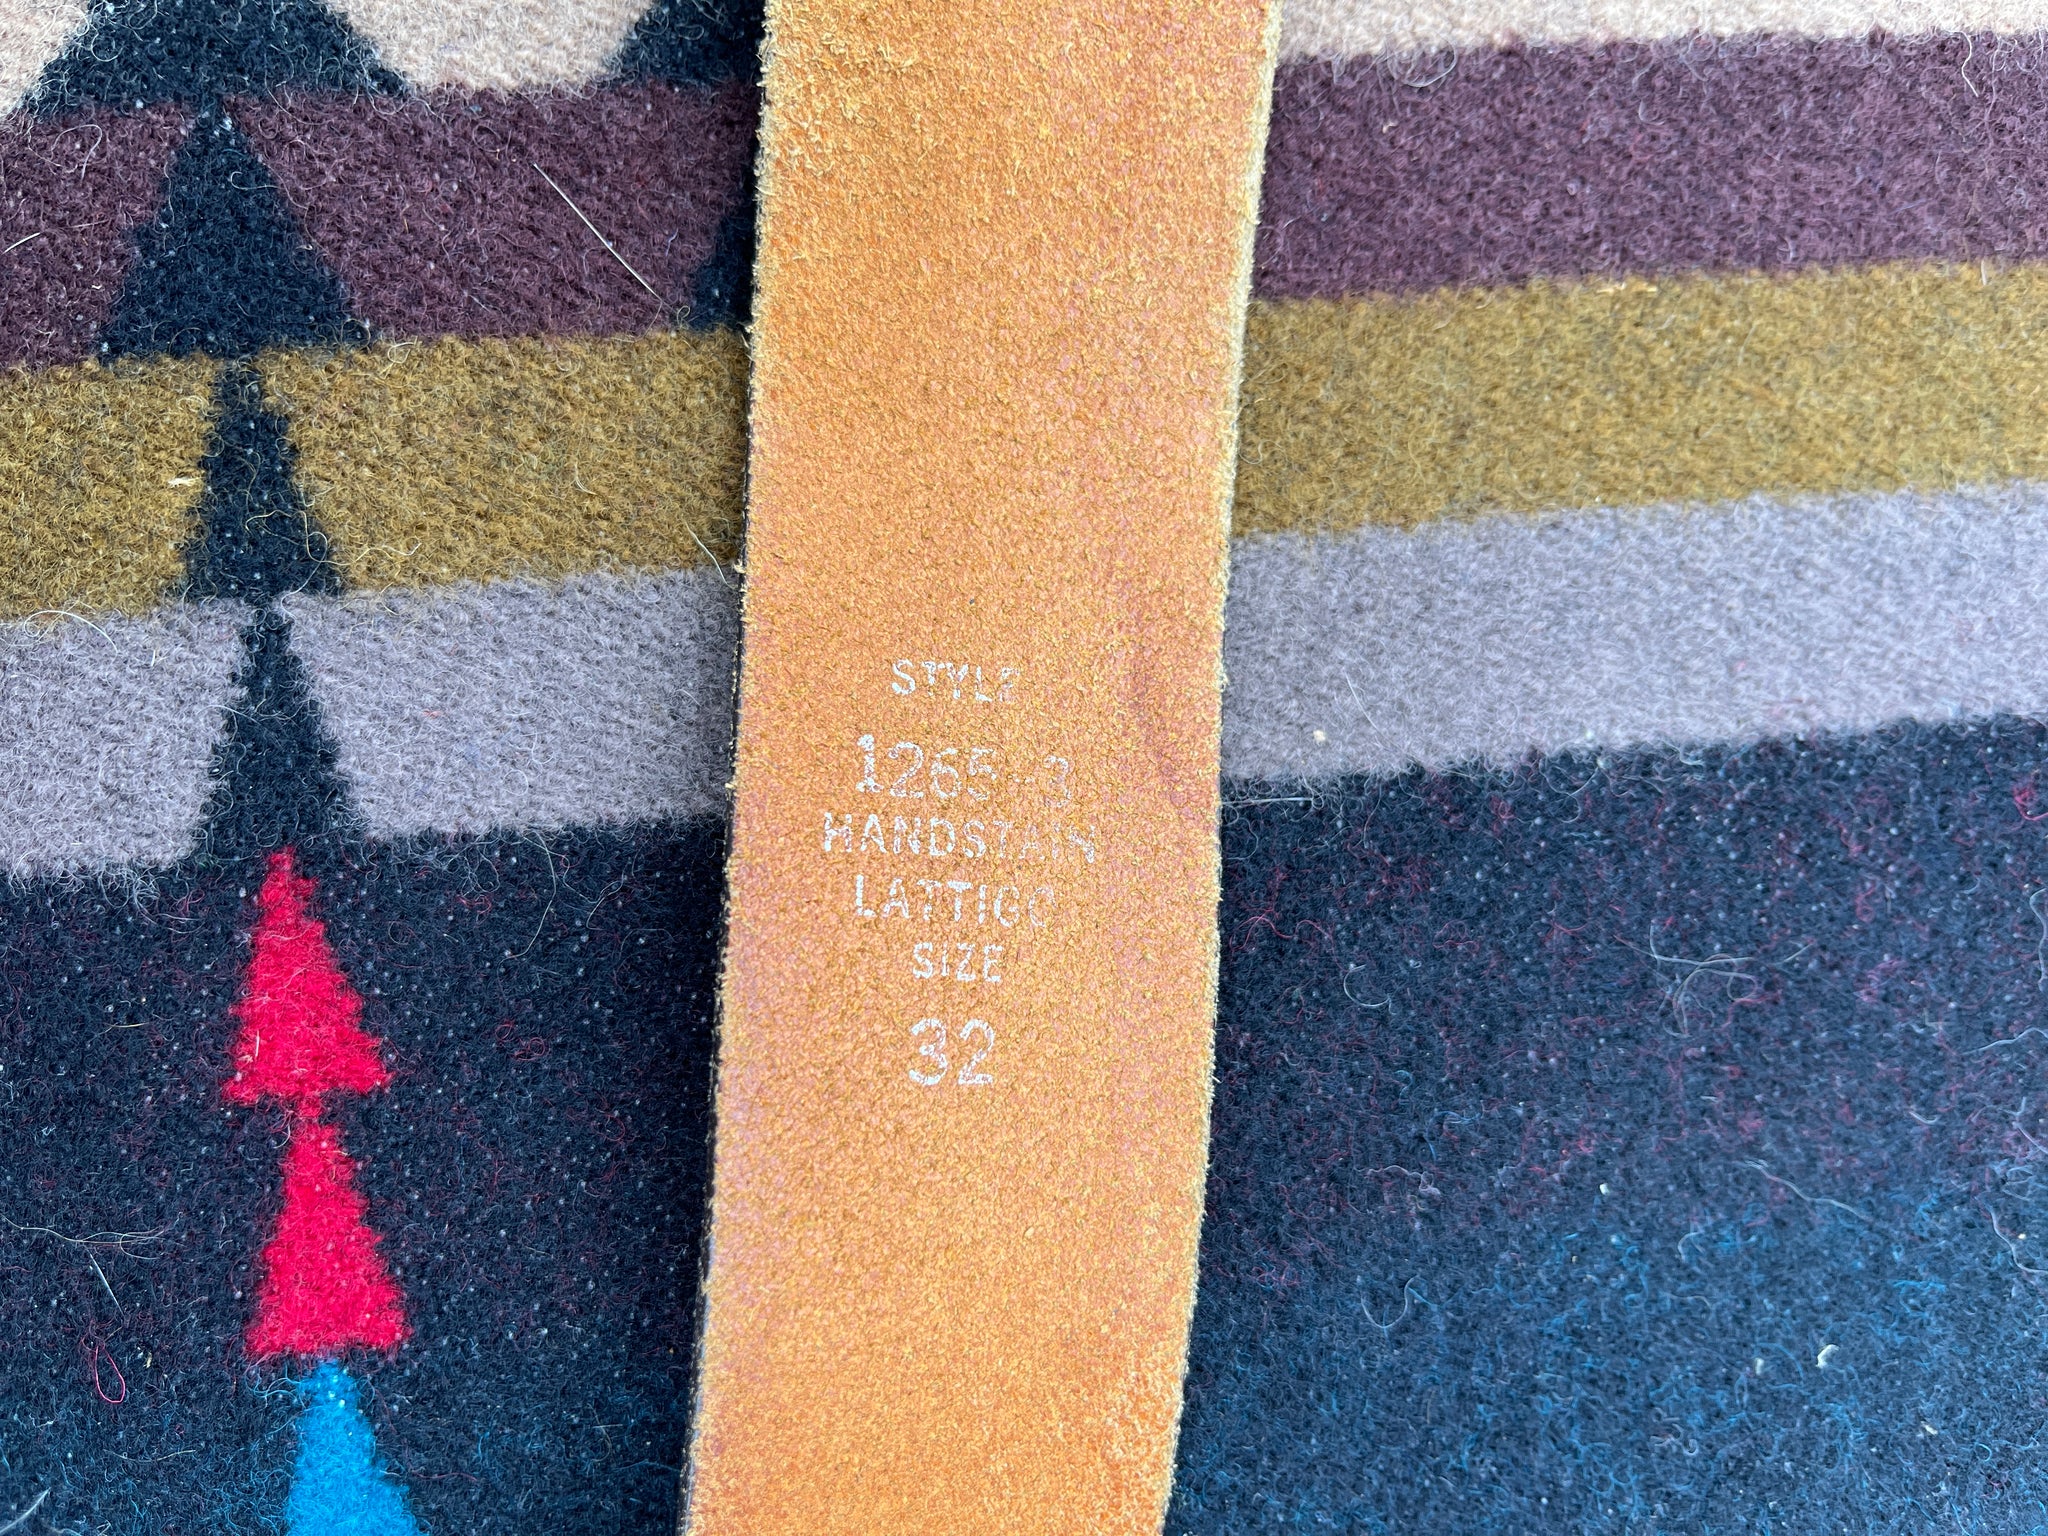 STYLE
1265-3
HANDSTAIN
LATTIGO
SIZE
32